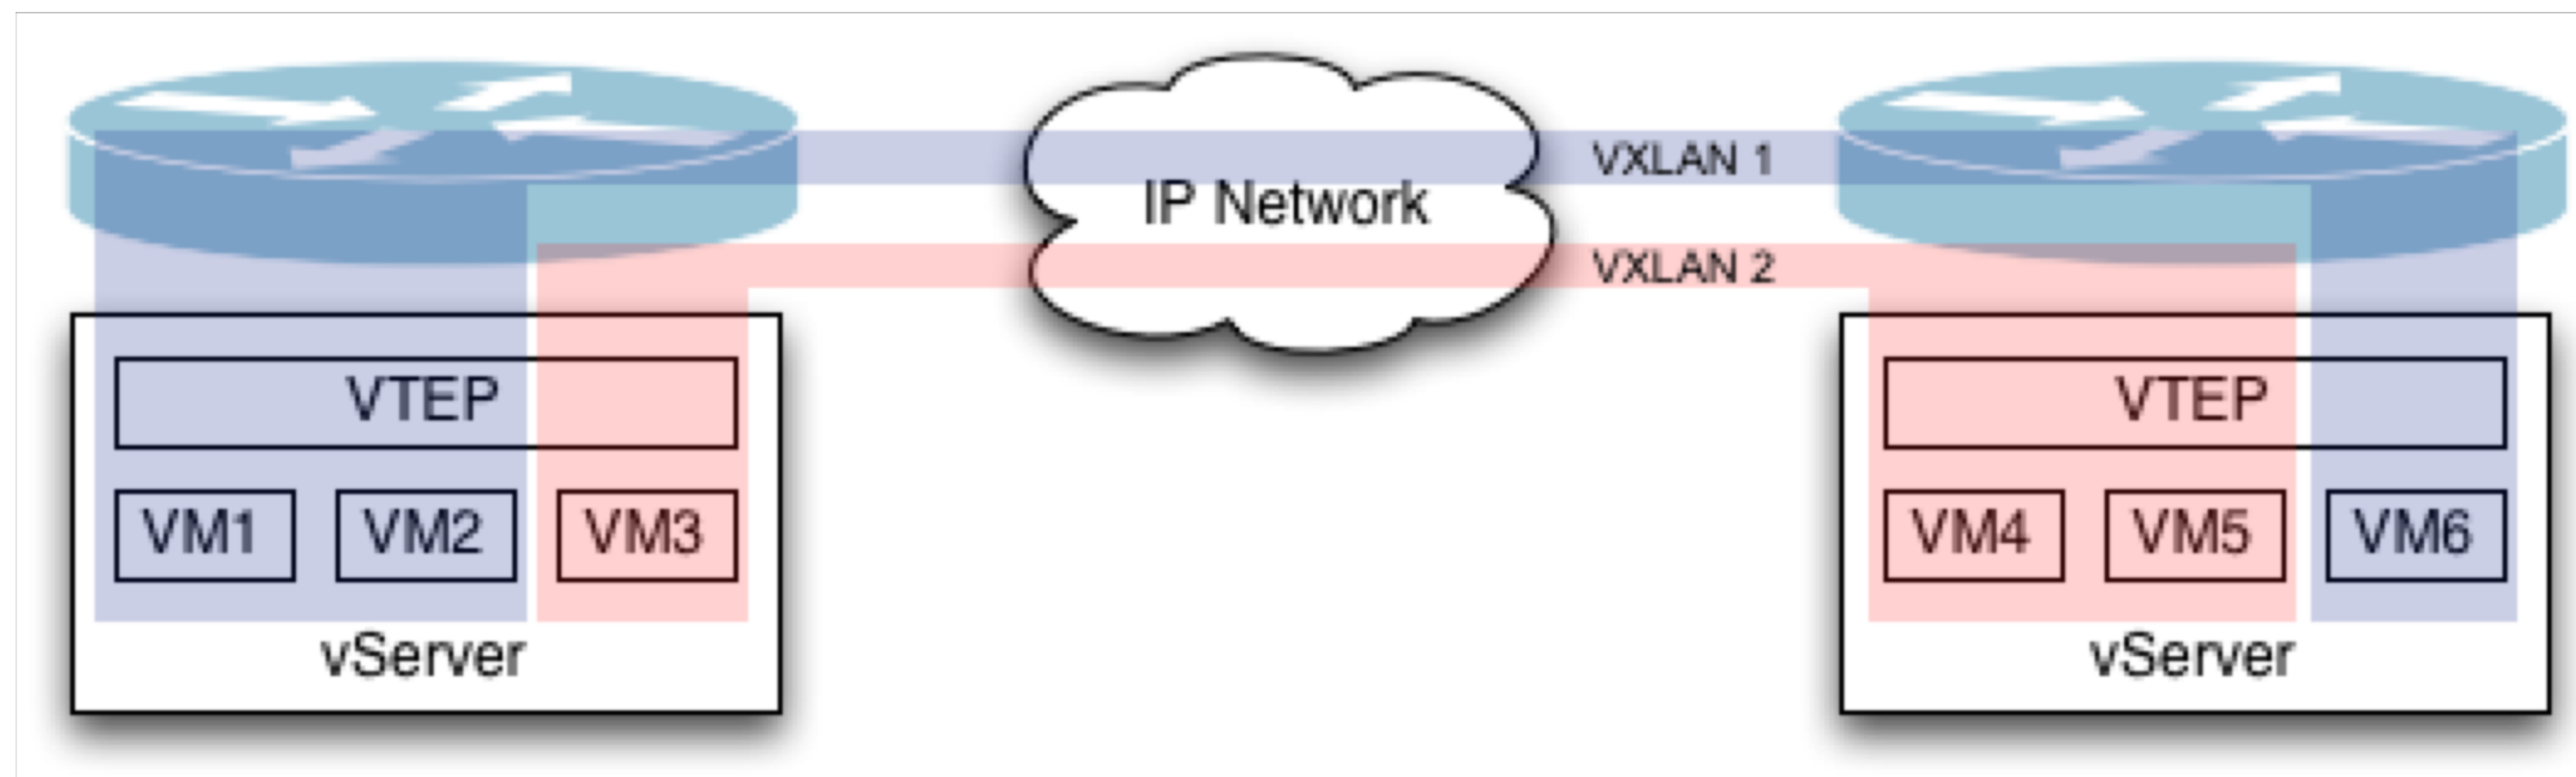 VXLAN 1
IP Network
VXLAN 2
VTEP
VM1 VM2 VM3
vServer
VTEP
VM4 VM5 VM6
vServer